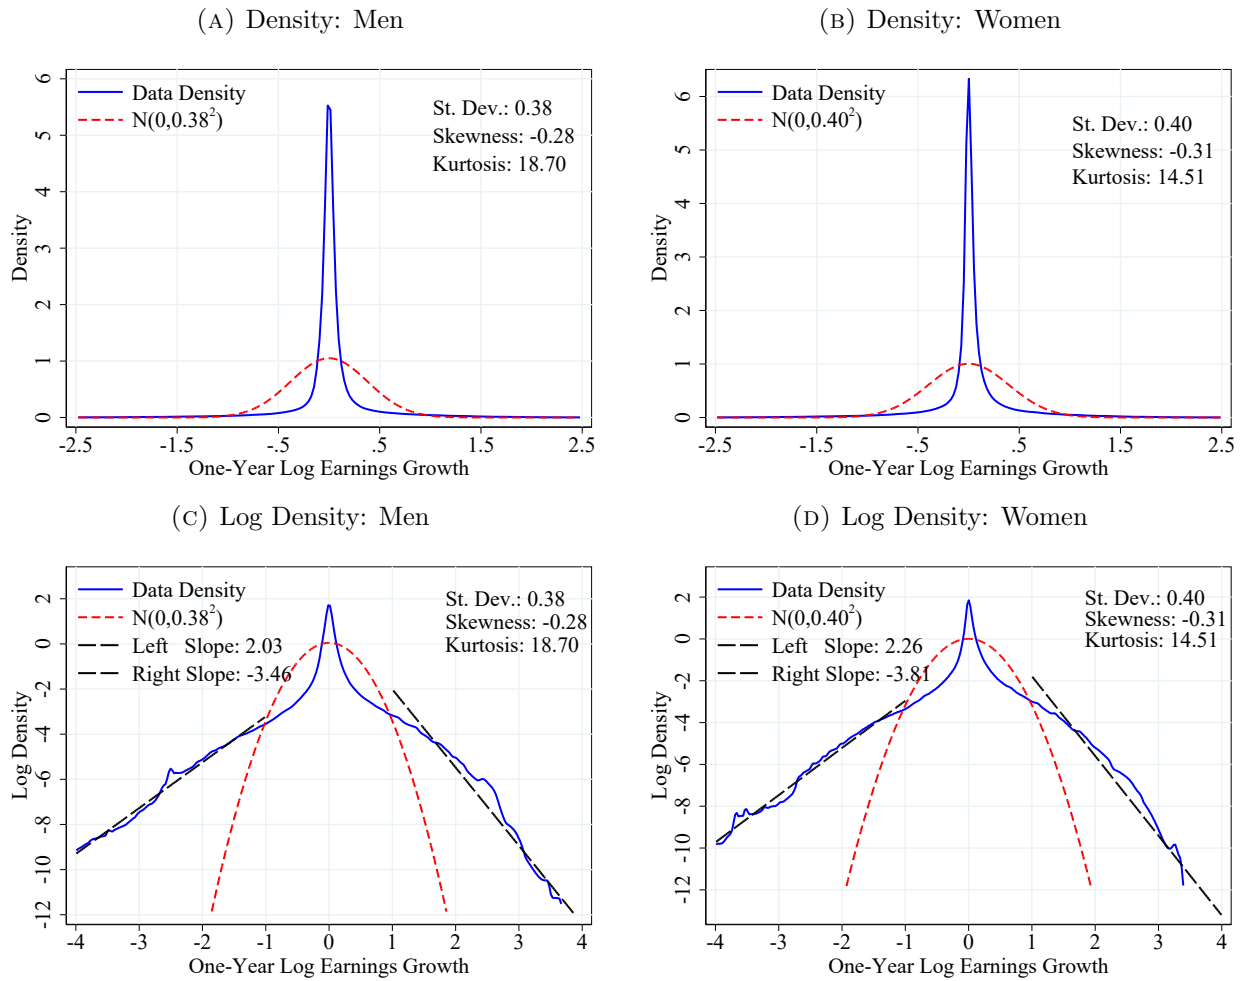 (A) Density: Men
Data Density
N(0,0.38²)
St. Dev.: 0.38
Skewness: -0.28
Kurtosis: 18.70
Density
0 1 2 3 4 5 6
-2.5 -1.5 -.5 .5 1.5 2.5
One-Year Log Earnings Growth
(B) Density: Women
Data Density
N(0,0.40²)
St. Dev.: 0.40
Skewness: -0.31
Kurtosis: 14.51
Density
0 1 2 3 4 5 6
-2.5 -1.5 -.5 .5 1.5 2.5
One-Year Log Earnings Growth
(C) Log Density: Men
Data Density
N(0,0.38²)
Left Slope: 2.03
Right Slope: -3.46
St. Dev.: 0.38
Skewness: -0.28
Kurtosis: 18.70
Log Density
-12 -10 -8 -6 -4 -2 0 2
-4 -3 -2 -1 0 1 2 3 4
One-Year Log Earnings Growth
(D) Log Density: Women
Data Density
N(0,0.40²)
Left Slope: 2.26
Right Slope: -3.81
St. Dev.: 0.40
Skewness: -0.31
Kurtosis: 14.51
Log Density
-12 -10 -8 -6 -4 -2 0 2
-4 -3 -2 -1 0 1 2 3 4
One-Year Log Earnings Growth